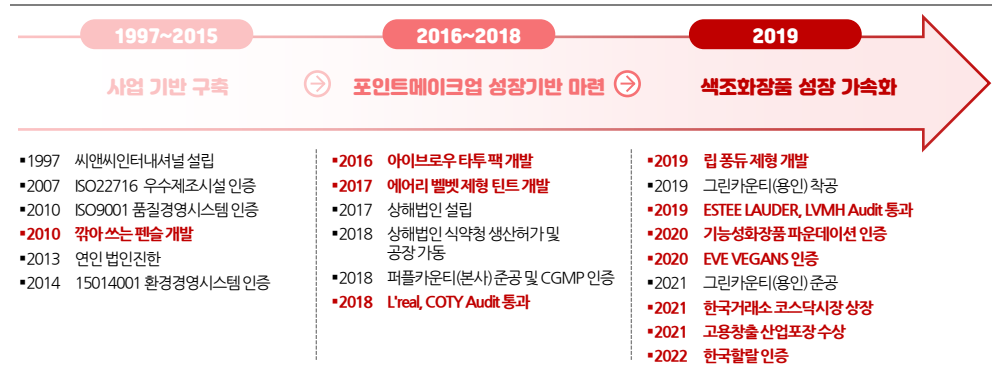 1997~2015
사업 기반 구축
▪1997 씨앤씨인터내셔널 설립
▪2007 ISO22716 우수제조시설 인증
▪2010 ISO9001 품질경영시스템 인증
▪2010 깎아 쓰는 펜슬 개발
▪2013 연인 법인진한
▪2014 15014001 환경경영시스템 인증
2016~2018
포인트메이크업 성장기반 마련
▪2016 아이브로우 타투 팩 개발
▪2017 에어리 벨벳 제형 틴트 개발
▪2017 상해법인 설립
▪2018 상해법인 식약청 생산허가 및
공장 가동
▪2018 퍼플카운티(본사) 준공 및 CGMP 인증
▪2018 L'real, COTY Audit 통과
2019
색조화장품 성장 가속화
▪2019 립 퐁듀 제형 개발
▪2019 그린카운티(용인) 착공
▪2019 ESTEE LAUDER, LVMH Audit 통과
▪2020 기능성화장품 파운데이션 인증
▪2020 EVE VEGANS 인증
▪2021 그린카운티(용인) 준공
▪2021 한국거래소 코스닥시장 상장
▪2021 고용창출 산업포장 수상
▪2022 한국할랄 인증